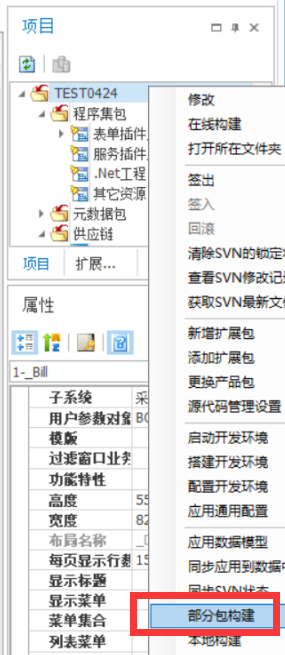 项目
TEST0424
程序集包
表单插件
服务插件
.Net工程
其它资源
元数据包
供应链
项目
扩展...
属性
1-_Bill
子系统 采
用户参数对象 BO
模版
过滤窗口业务
功能特性
高度 55
宽度 82
布局名称 _D
每页显示行数 15
显示标题
显示菜单
菜单集合
列表菜单
修改
在线构建
打开所在文件夹
签出
签入
回滚
清除SVN的锁定
查看SVN修改记
获取SVN最新文
新增扩展包
添加扩展包
更换产品包
源代码管理设置
启动开发环境
搭建开发环境
配置开发环境
应用通用配置
应用数据模型
同步应用到数据中
同步SVN状态
部分包构建
本地构建